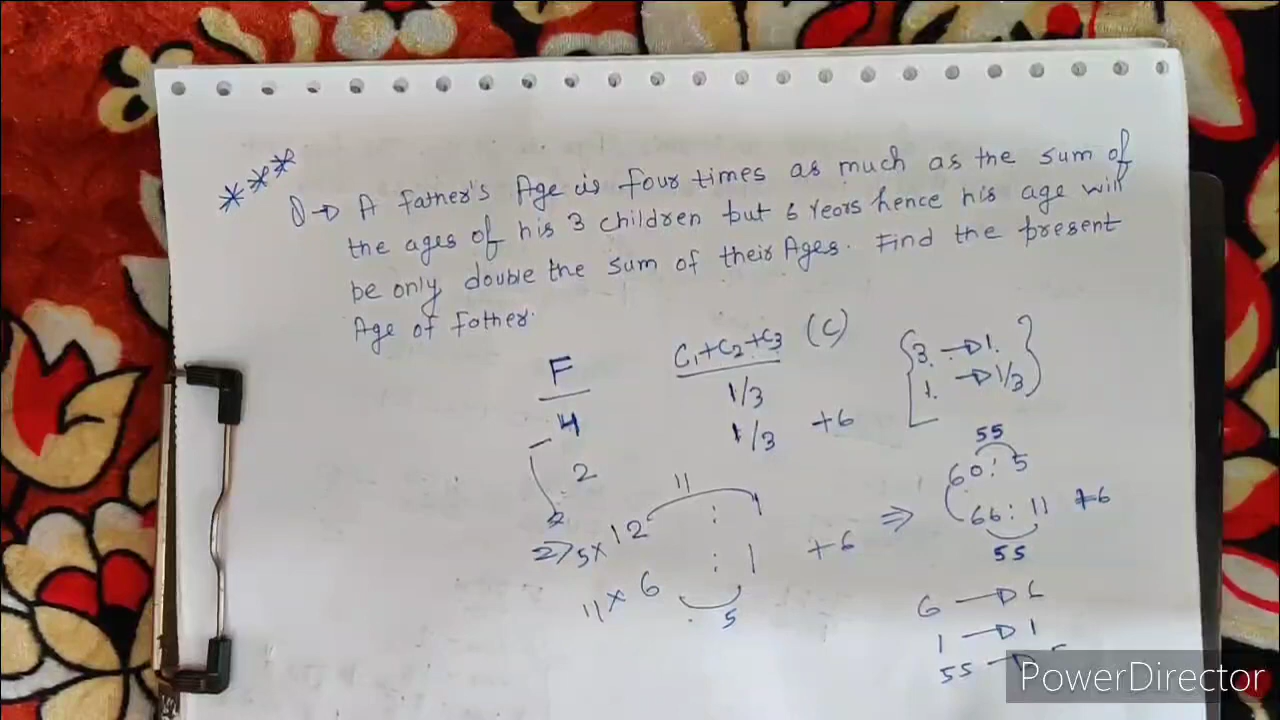 ***
Q→ A Father's Age is four times as much as the sum of
the ages of his 3 children but 6 Years hence his age will
be only double the sum of their Ages. Find the present
Age of Father.
F C₁+C₂+C₃ (C) {3. → 1.
4 1/3 1. → 1/3}
2 1/3 +6
55
60 : 5
66 : 11 +6
55
11
⇒ 5× 12 : 1
11× 6 : 1 +6 ⇒
5
6 → 6
1 → 1
55 →
PowerDirector